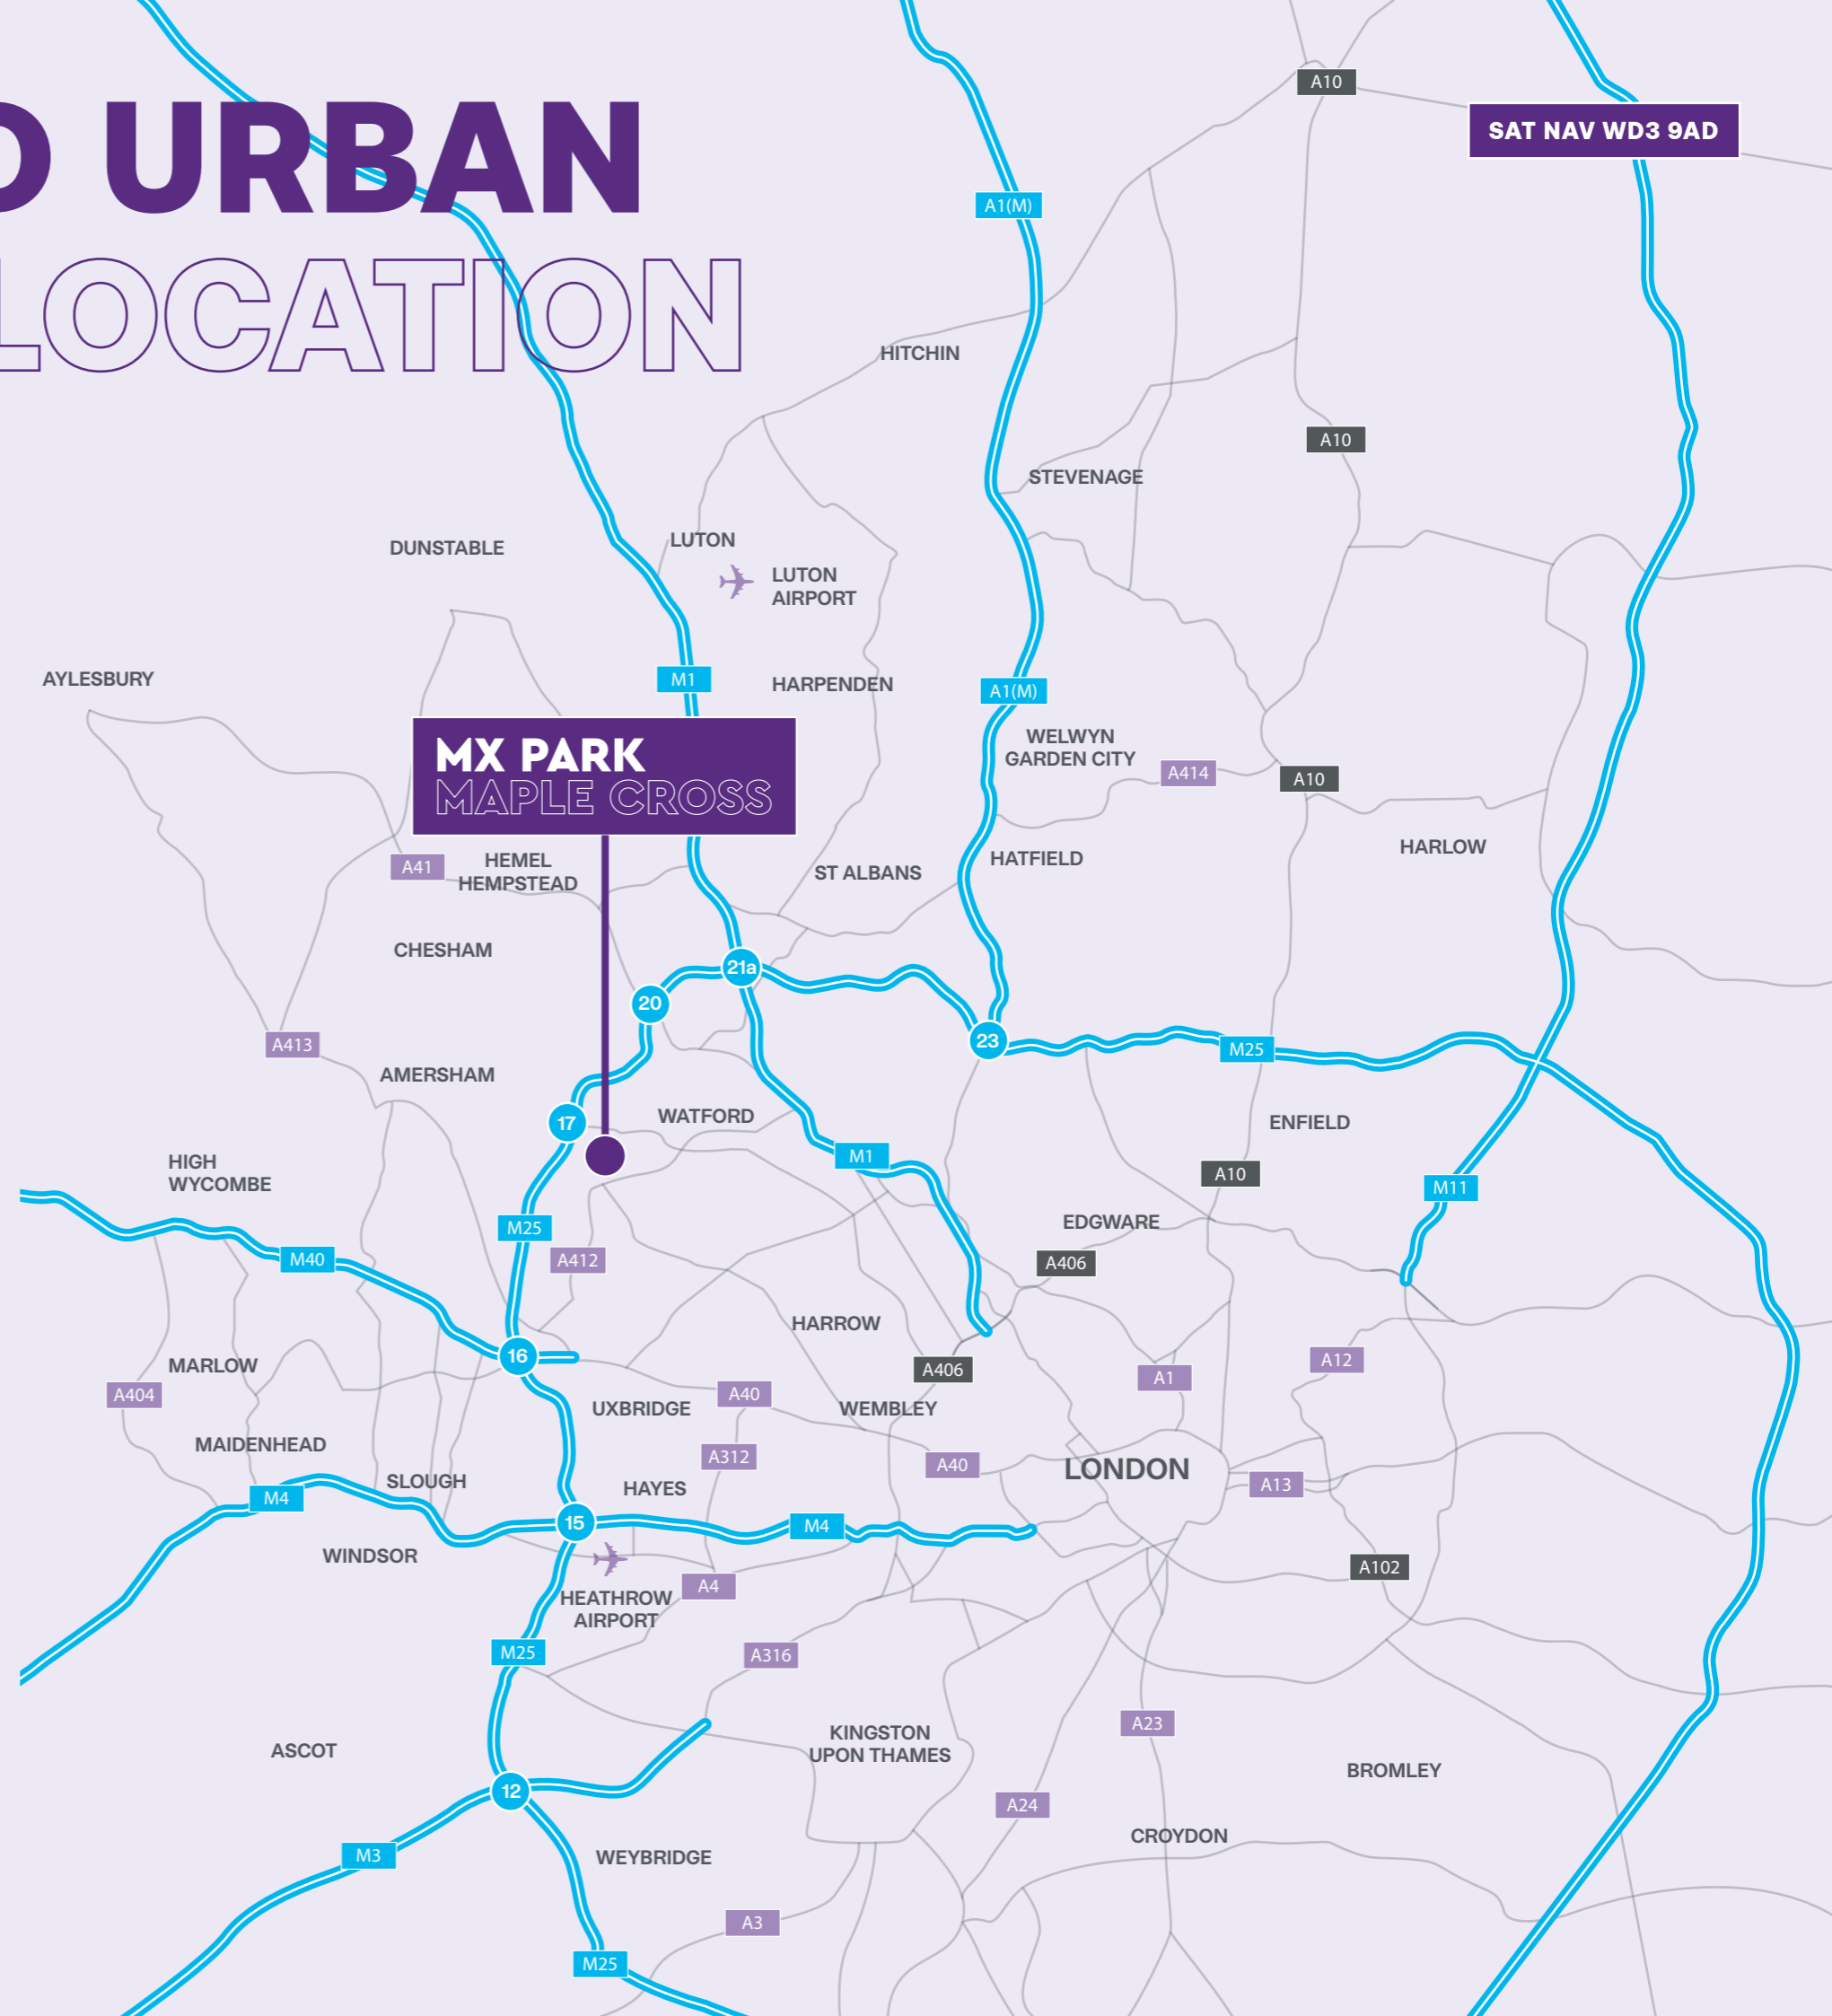 D URBAN
LOCATION
A10
SAT NAV WD3 9AD
A1(M)
HITCHIN
A10
STEVENAGE
DUNSTABLE
LUTON
LUTON
AIRPORT
AYLESBURY
M1
HARPENDEN
A1(M)
WELWYN
GARDEN CITY
A414
A10
MX PARK
MAPLE CROSS
HARLOW
A41
HEMEL
HEMPSTEAD
ST ALBANS
HATFIELD
CHESHAM
21a
20
23
M25
A413
AMERSHAM
WATFORD
17
ENFIELD
M1
HIGH
WYCOMBE
A10
M11
M25
EDGWARE
M40
A412
A406
HARROW
16
MARLOW
A406
A12
A404
A40
A1
UXBRIDGE
WEMBLEY
MAIDENHEAD
A312
A40
LONDON
SLOUGH
HAYES
A13
M4
15
M4
WINDSOR
A102
HEATHROW
AIRPORT
A4
M25
A316
A23
KINGSTON
UPON THAMES
ASCOT
BROMLEY
12
A24
CROYDON
M3
WEYBRIDGE
A3
M25